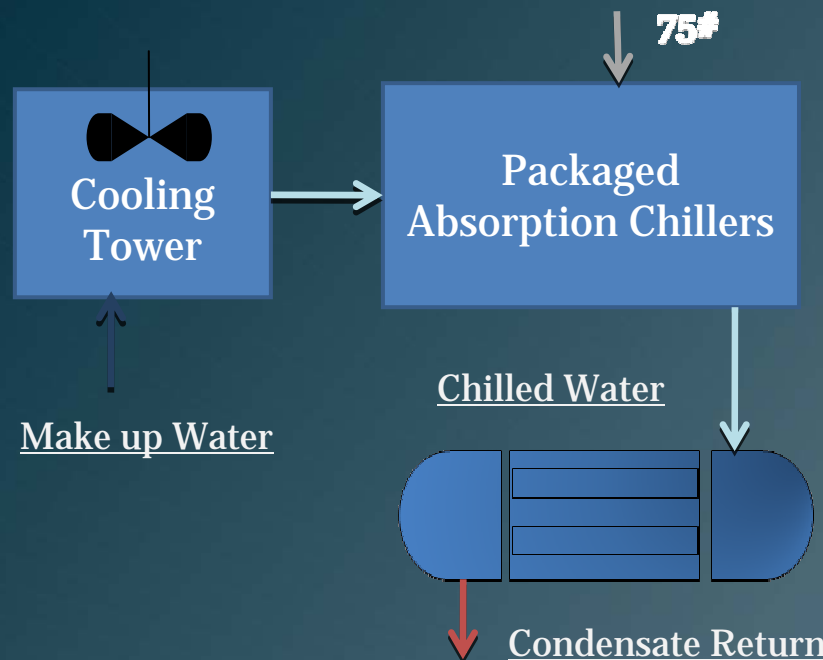 75#
Cooling
Tower
Packaged
Absorption Chillers
Chilled Water
Make up Water
Condensate Return